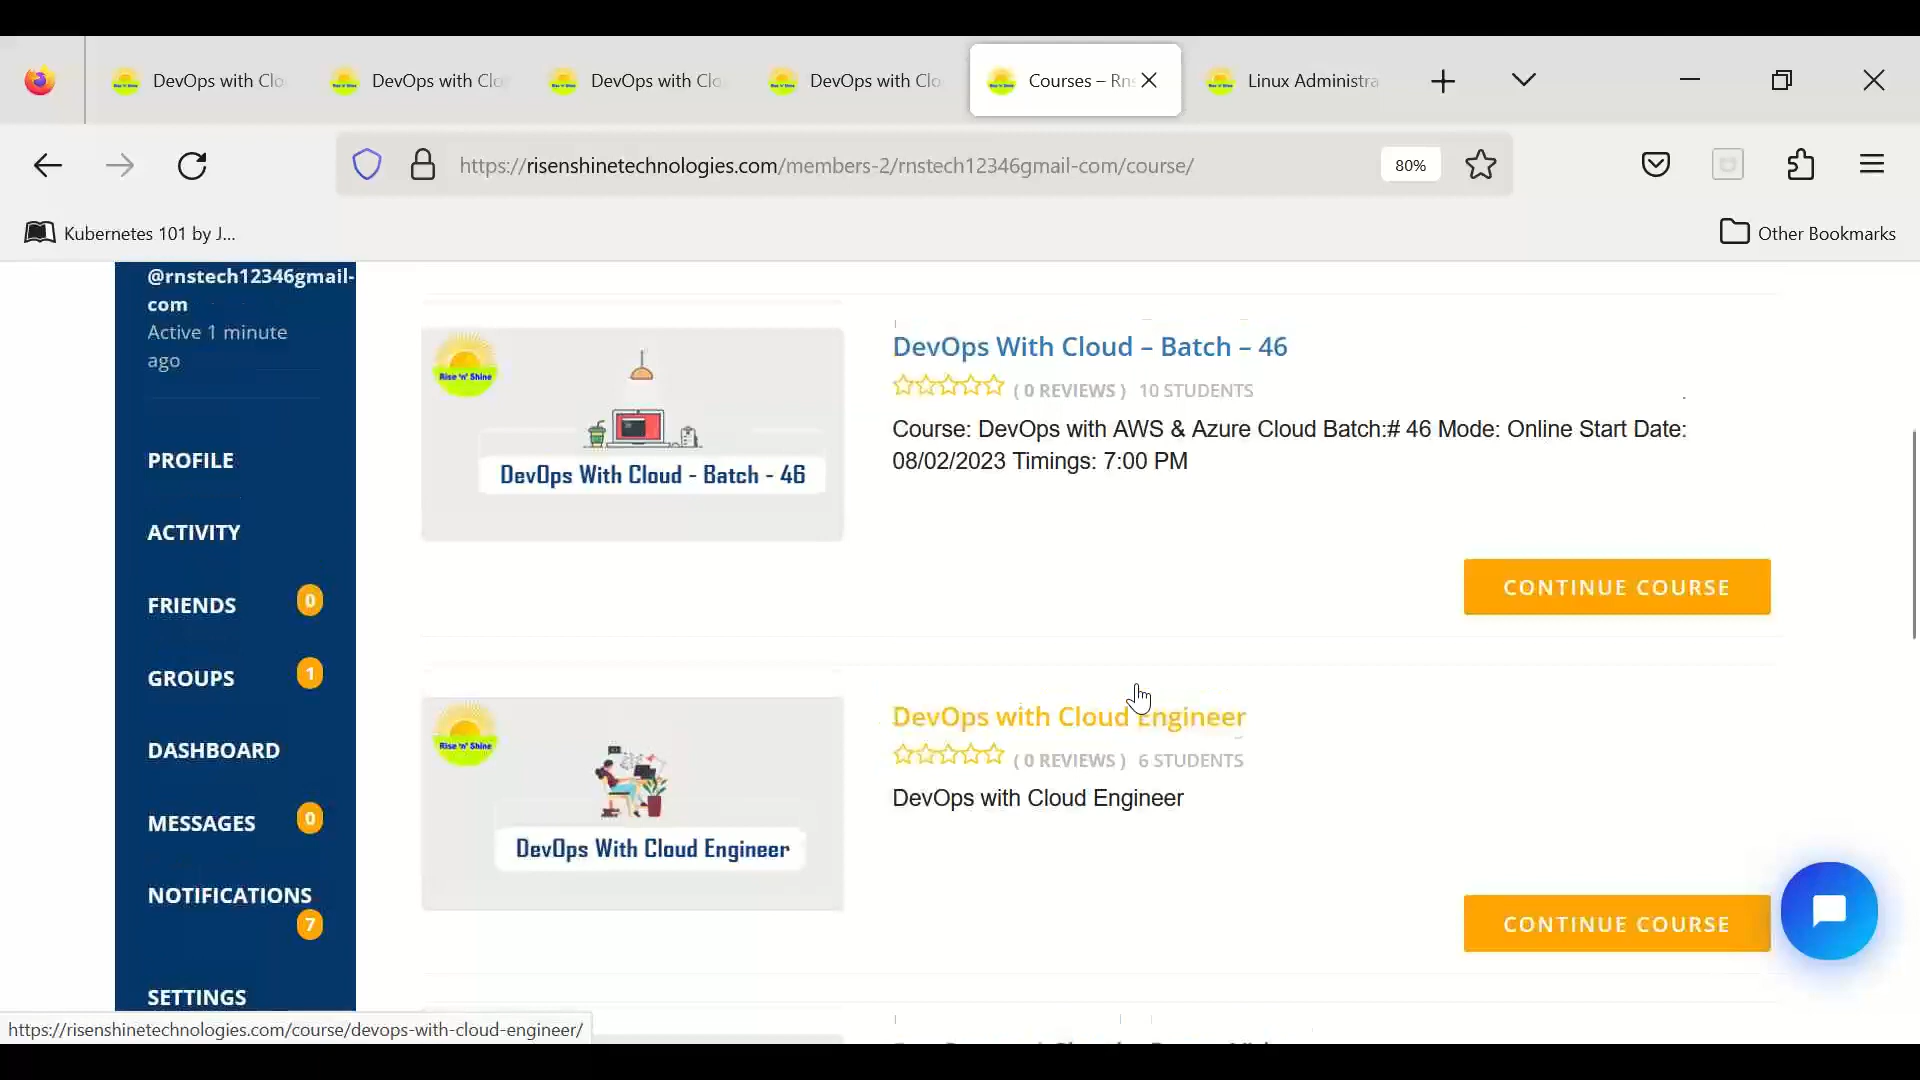 DevOps with Clo
DevOps with Clo
DevOps with Clo
DevOps with Clo
Courses – Rns
Linux Administra
https://risenshinetechnologies.com/members-2/rnstech12346gmail-com/course/
80%
Kubernetes 101 by J...
Other Bookmarks
@rnstech12346gmail-
com
Active 1 minute
ago
PROFILE
ACTIVITY
FRIENDS 0
GROUPS 1
DASHBOARD
MESSAGES 0
NOTIFICATIONS
7
SETTINGS
Rise 'n' Shine
DevOps With Cloud - Batch - 46
DevOps With Cloud – Batch – 46
( 0 REVIEWS ) 10 STUDENTS
Course: DevOps with AWS & Azure Cloud Batch:# 46 Mode: Online Start Date:
08/02/2023 Timings: 7:00 PM
CONTINUE COURSE
Rise 'n' Shine
DevOps With Cloud Engineer
DevOps with Cloud Engineer
( 0 REVIEWS ) 6 STUDENTS
DevOps with Cloud Engineer
CONTINUE COURSE
https://risenshinetechnologies.com/course/devops-with-cloud-engineer/